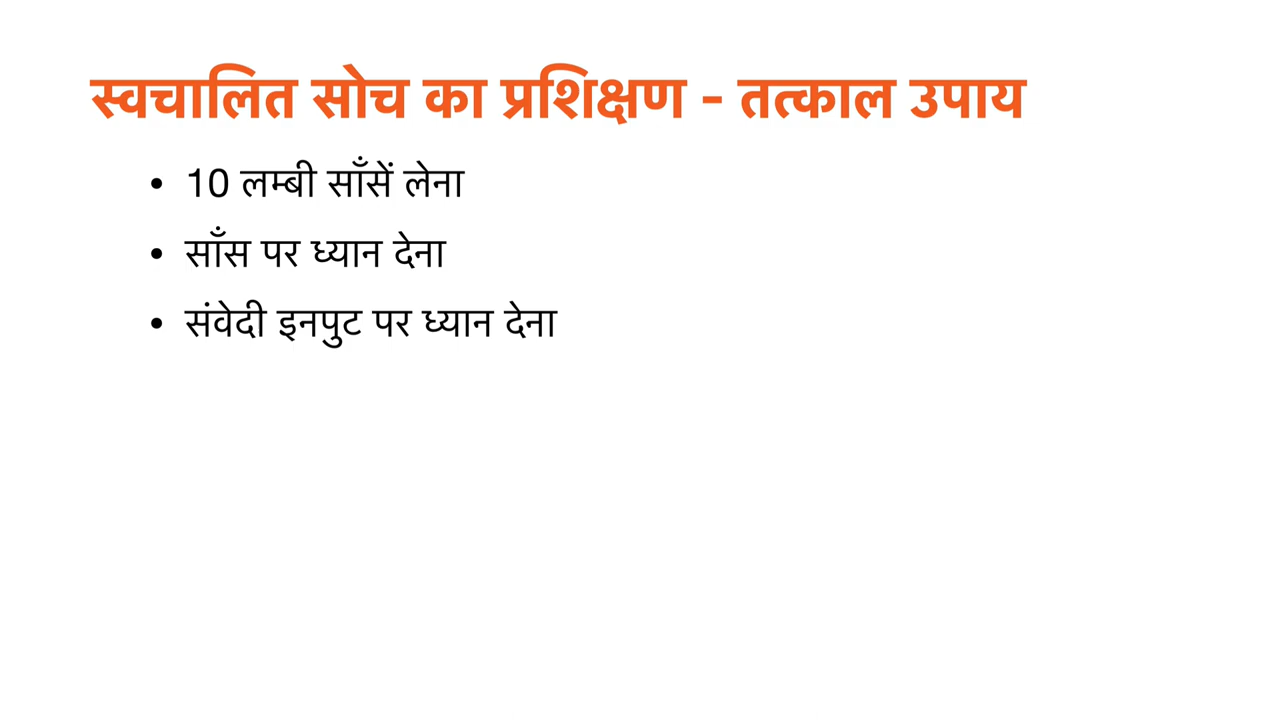 स्वचालित सोच का प्रशिक्षण - तत्काल उपाय
• 10 लम्बी साँसें लेना
• साँस पर ध्यान देना
• संवेदी इनपुट पर ध्यान देना